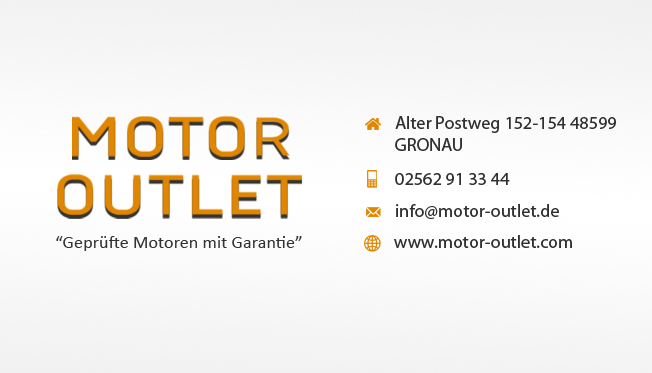 MOTOR
OUTLET
“Geprüfte Motoren mit Garantie”
Alter Postweg 152-154 48599
GRONAU
02562 91 33 44
info@motor-outlet.de
www.motor-outlet.com